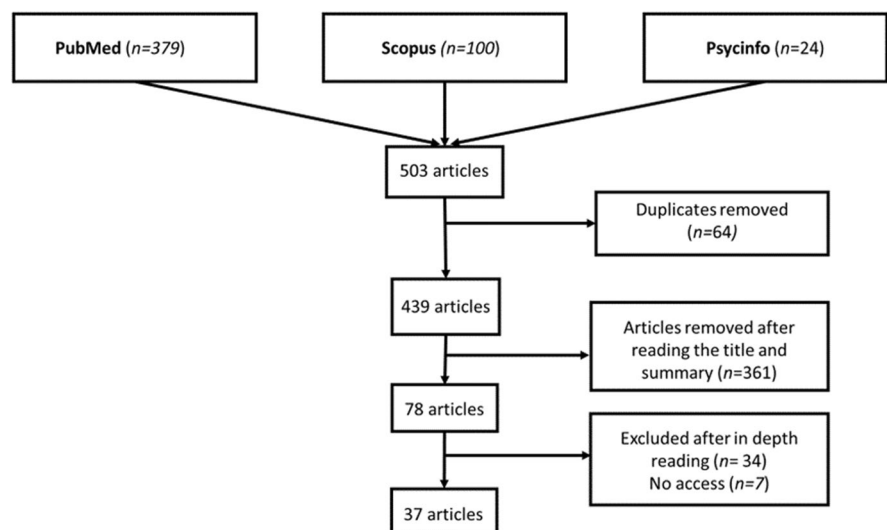 PubMed (n=379)
Scopus (n=100)
Psycinfo (n=24)
503 articles
Duplicates removed
(n=64)
439 articles
Articles removed after
reading the title and
summary (n=361)
78 articles
Excluded after in depth
reading (n= 34)
No access (n=7)
37 articles